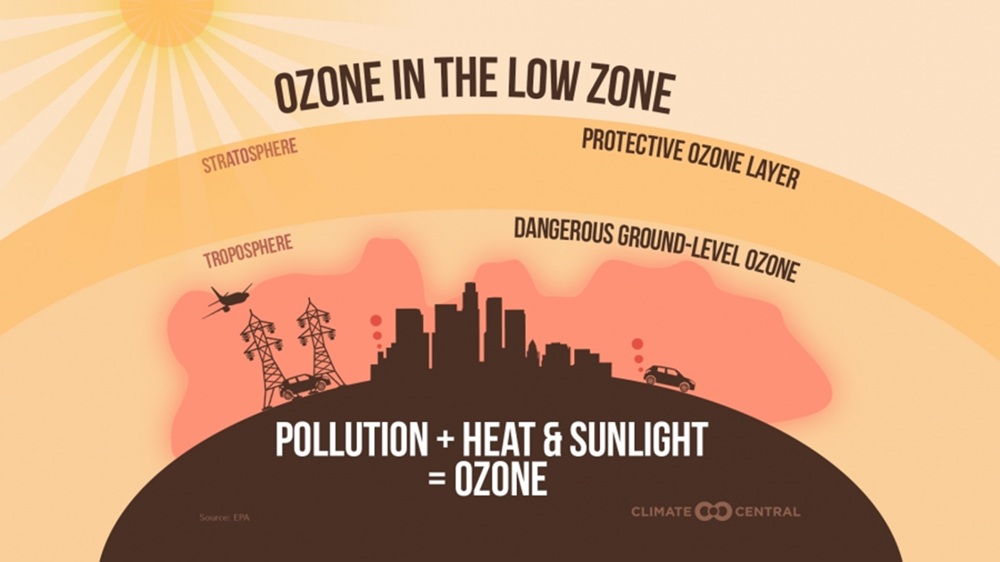 OZONE IN THE LOW ZONE
STRATOSPHERE
PROTECTIVE OZONE LAYER
TROPOSPHERE
DANGEROUS GROUND-LEVEL OZONE
POLLUTION + HEAT & SUNLIGHT
= OZONE
Source: EPA
CLIMATE CENTRAL